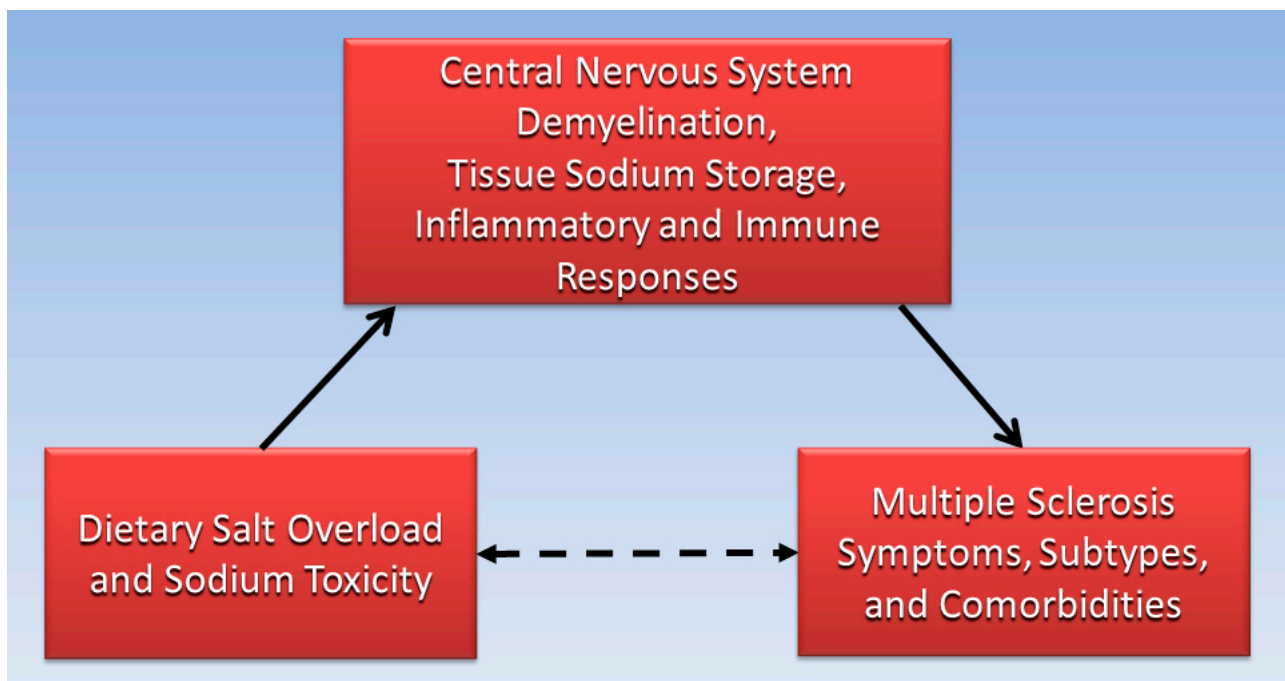 Central Nervous System
Demyelination,
Tissue Sodium Storage,
Inflammatory and Immune
Responses
Dietary Salt Overload
and Sodium Toxicity
Multiple Sclerosis
Symptoms, Subtypes,
and Comorbidities